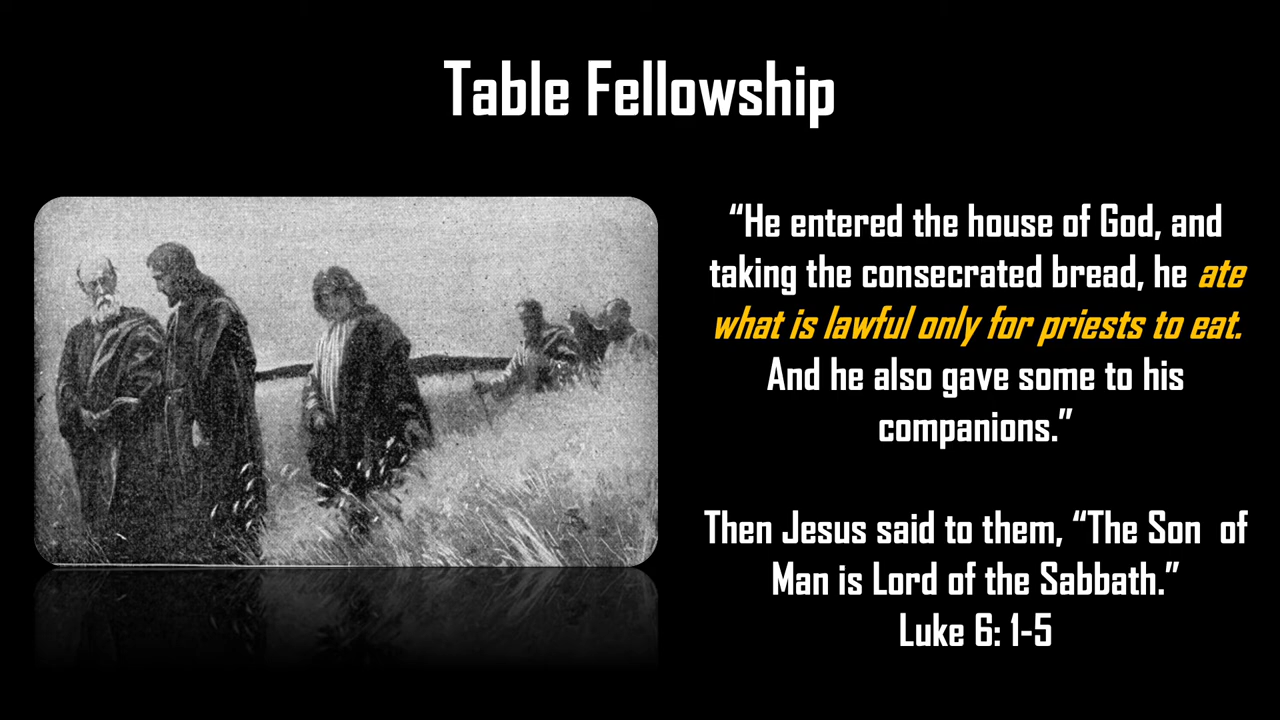 Table Fellowship
“He entered the house of God, and
taking the consecrated bread, he ate
what is lawful only for priests to eat.
And he also gave some to his
companions.”
Then Jesus said to them, “The Son  of
Man is Lord of the Sabbath.”
Luke 6: 1-5